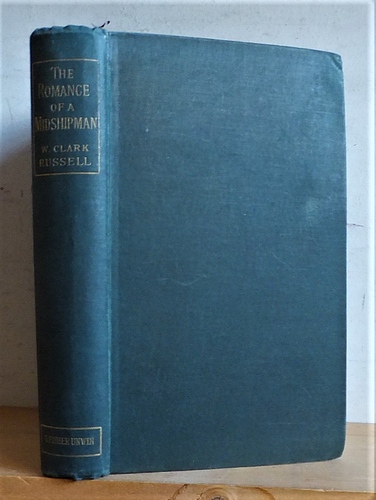 THE
ROMANCE
OF A
MIDSHIPMAN
W. CLARK
RUSSELL
T. FISHER UNWIN